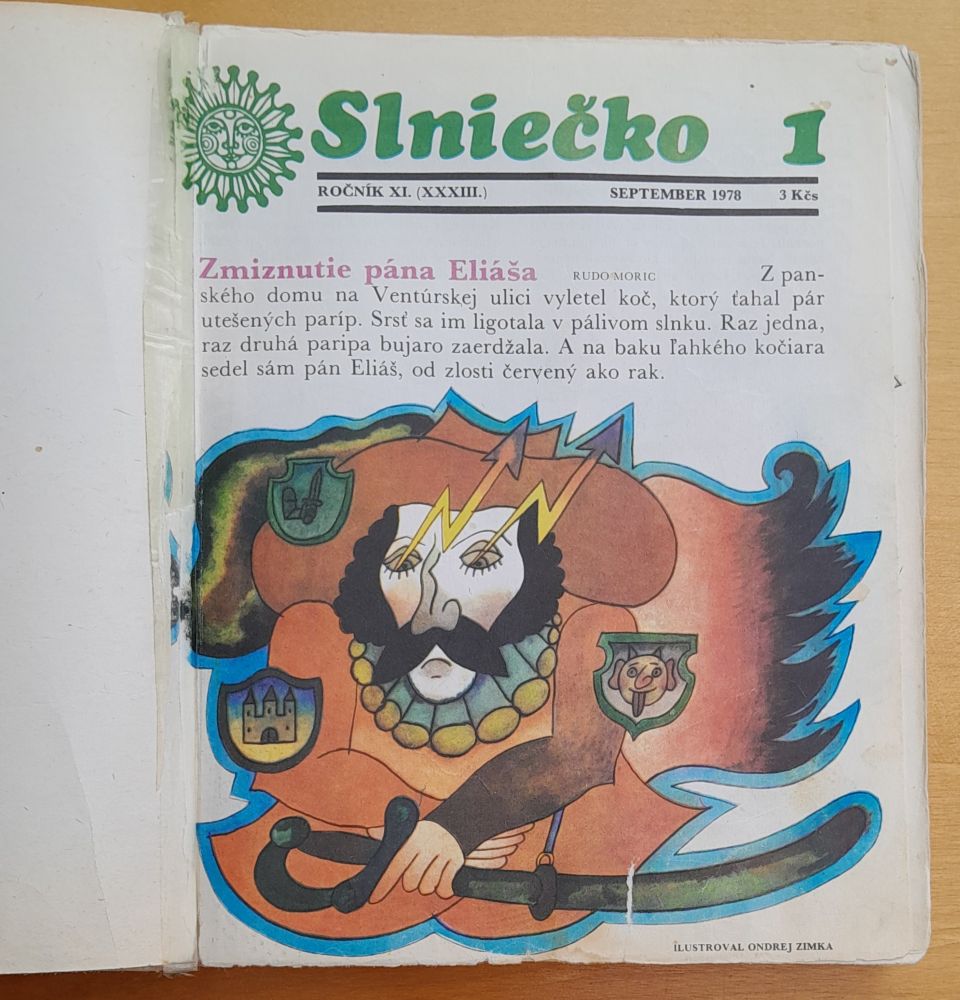 Slniečko 1
ROČNÍK XI. (XXXIII.) SEPTEMBER 1978 3 Kčs
Zmiznutie pána Eliáša RUDO MORIC Z pan-
ského domu na Ventúrskej ulici vyletel koč, ktorý ťahal pár
utešených paríp. Srsť sa im ligotala v pálivom slnku. Raz jedna,
raz druhá paripa bujaro zaerdžala. A na baku ľahkého kočiara
sedel sám pán Eliáš, od zlosti červený ako rak.
ILUSTROVAL ONDREJ ZIMKA